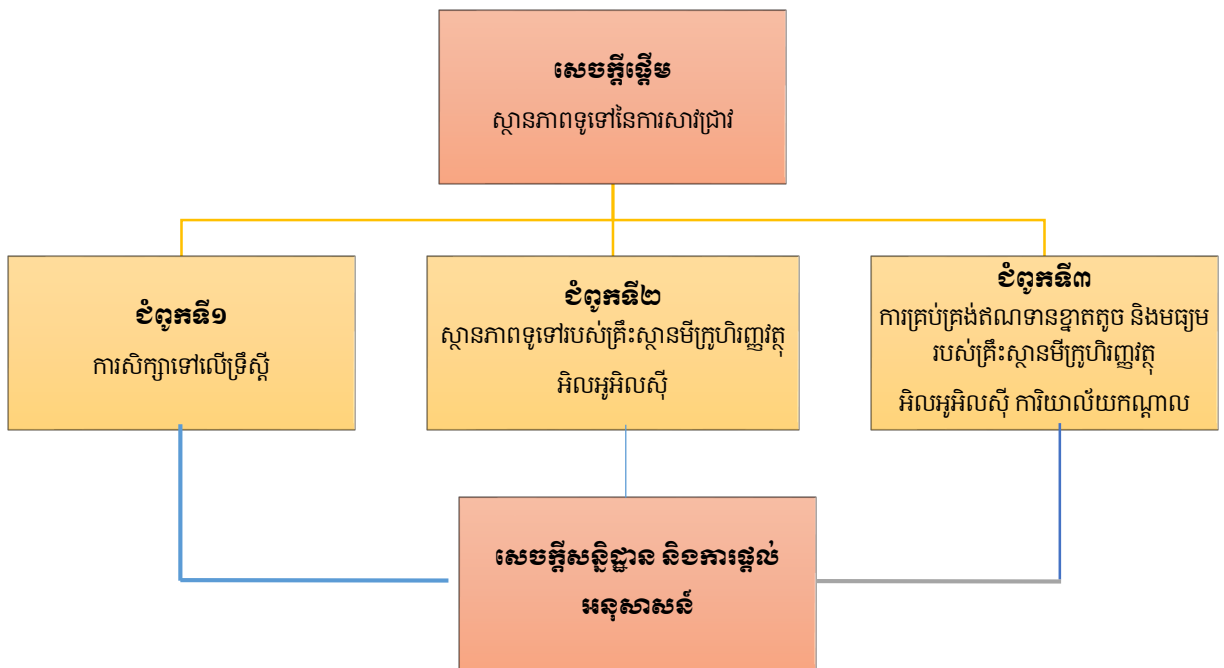 សេចក្តីផ្តើម
ស្ថានភាពទូទៅនៃការសាវជ្រាវ
ជំពូកទី១
ការសិក្សាទៅលើទ្រឹស្តី
ជំពូកទី២
ស្ថានភាពទូទៅរបស់គ្រឹះស្ថានមីក្រូហិរញ្ញវត្ថុ
អិលអូអិលស៊ី
ជំពូកទី៣
ការគ្រប់គ្រង់ឥណទានខ្នាតតូច និងមធ្យម
របស់គ្រឹះស្ថានមីក្រូហិរញ្ញវត្ថុ
អិលអូអិលស៊ី ការិយាល័យកណ្តាល
សេចក្តីសន្និដ្ឋាន និងការផ្តល់
អនុសាសន៍